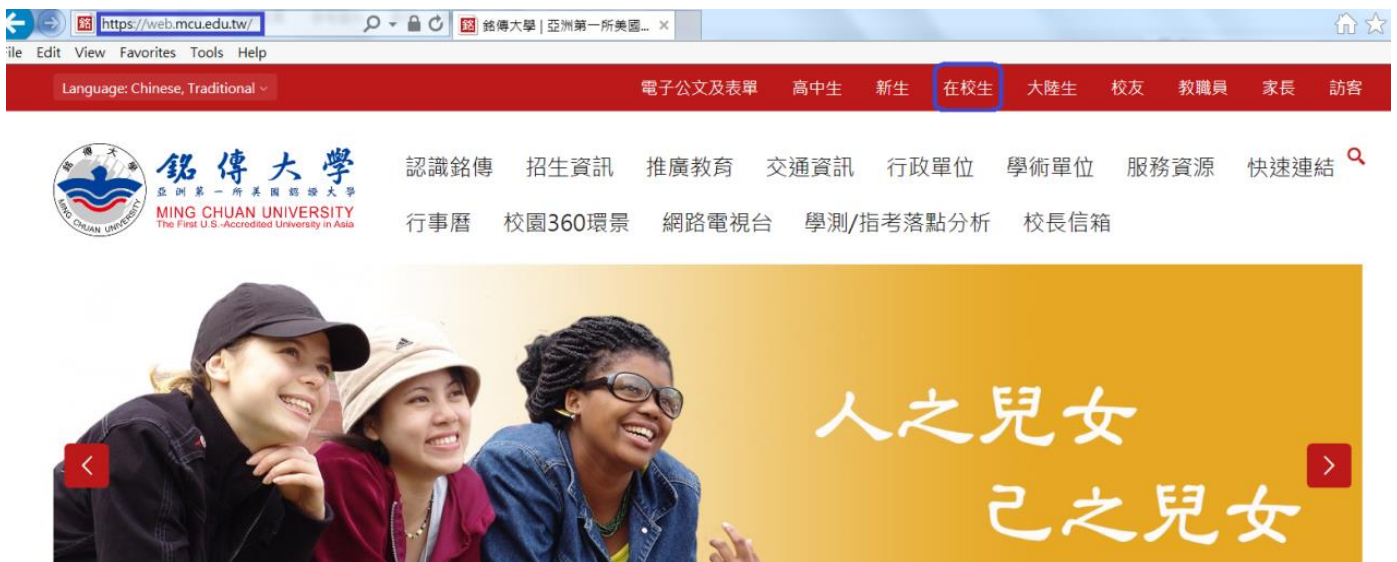 https://web.mcu.edu.tw/
銘傳大學 | 亞洲第一所美國...
File Edit View Favorites Tools Help
Language: Chinese, Traditional
電子公文及表單 高中生 新生 在校生 大陸生 校友 教職員 家長 訪客
銘傳大學
亞洲第一所美國認證大學
MING CHUAN UNIVERSITY
The First U.S.-Accredited University in Asia
銘傳大學
MING CHUAN UNIVERSITY
認識銘傳 招生資訊 推廣教育 交通資訊 行政單位 學術單位 服務資源 快速連結
行事曆 校園360環景 網路電視台 學測/指考落點分析 校長信箱
人之兒女
己之兒女